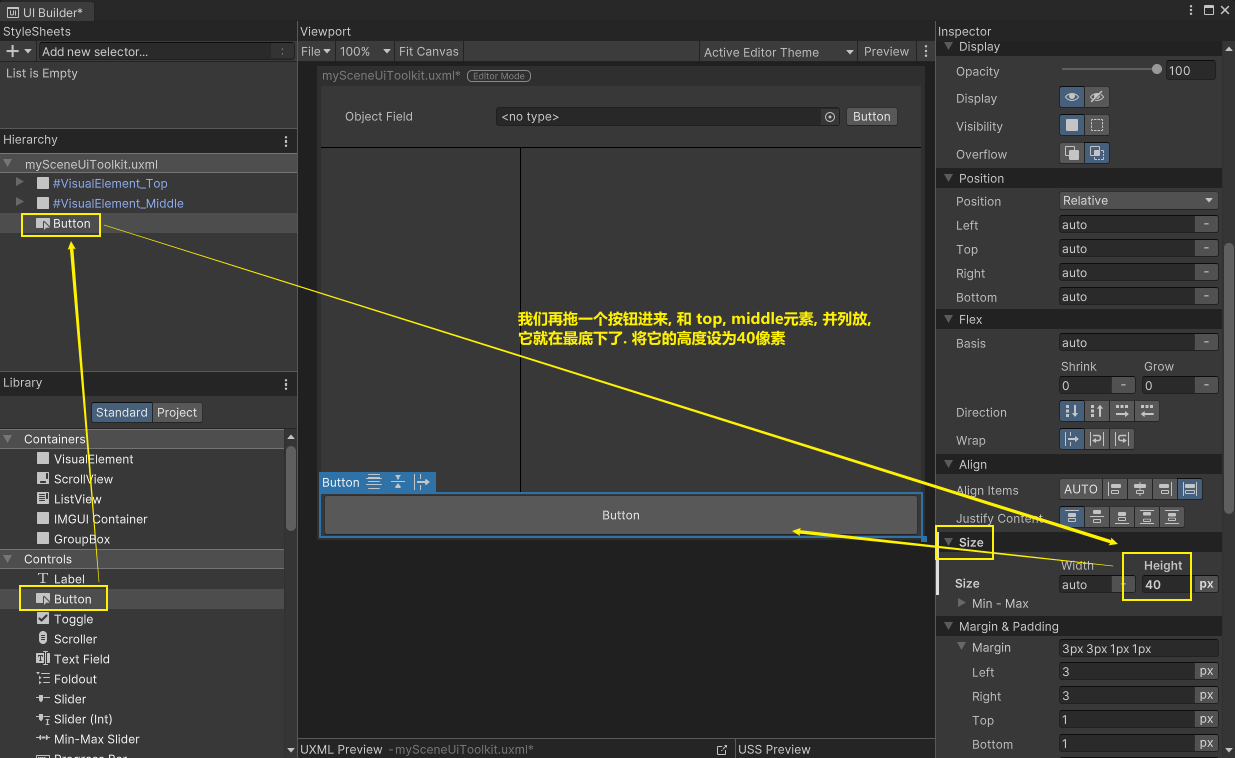 UI Builder*
StyleSheets
Add new selector...
List is Empty
Hierarchy
mySceneUiToolkit.uxml
#VisualElement_Top
#VisualElement_Middle
Button
Library
Standard Project
Containers
VisualElement
ScrollView
ListView
IMGUI Container
GroupBox
Controls
Label
Button
Toggle
Scroller
Text Field
Foldout
Slider
Slider (Int)
Min-Max Slider
Progress Bar
Viewport
File 100% Fit Canvas Active Editor Theme Preview
mySceneUiToolkit.uxml* Editor Mode
Object Field <no type> Button
我们再拖一个按钮进来, 和 top, middle元素, 并列放,
它就在最底下了. 将它的高度设为40像素
Button
Button
UXML Preview -mySceneUiToolkit.uxml* USS Preview
Inspector
Display
Opacity 100
Display
Visibility
Overflow
Position
Position Relative
Left auto -
Top auto -
Right auto -
Bottom auto -
Flex
Basis auto -
Shrink Grow
0 - 0 -
Direction
Wrap
Align
Align Items AUTO
Justify Content
Size
Width Height
Size auto - 40 px
Min - Max
Margin & Padding
Margin 3px 3px 1px 1px
Left 3 px
Right 3 px
Top 1 px
Bottom 1 px